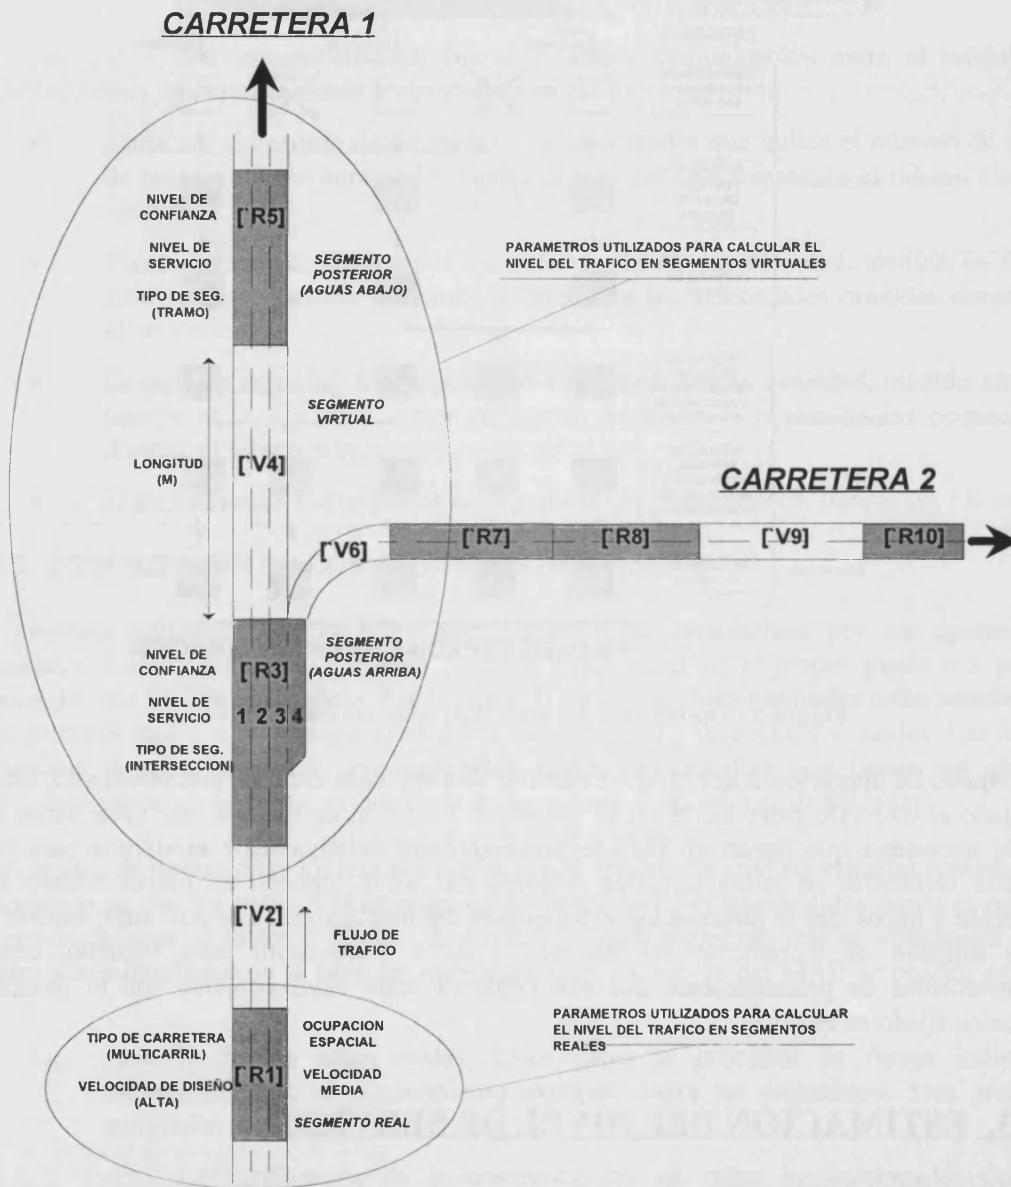 CARRETERA 1
NIVEL DE
CONFIANZA
NIVEL DE
SERVICIO
TIPO DE SEG.
(TRAMO)
[R5]
SEGMENTO
POSTERIOR
(AGUAS ABAJO)
PARAMETROS UTILIZADOS PARA CALCULAR EL
NIVEL DEL TRAFICO EN SEGMENTOS VIRTUALES
SEGMENTO
VIRTUAL
LONGITUD
(M)
[V4]
CARRETERA 2
[V6]
[R7]
[R8]
[V9]
[R10]
NIVEL DE
CONFIANZA
NIVEL DE
SERVICIO
TIPO DE SEG.
(INTERSECCION)
[R3]
1 2 3 4
SEGMENTO
POSTERIOR
(AGUAS ARRIBA)
[V2]
FLUJO DE
TRAFICO
TIPO DE CARRETERA
(MULTICARRIL)
VELOCIDAD DE DISEÑO
(ALTA)
[R1]
OCUPACION
ESPACIAL
VELOCIDAD
MEDIA
SEGMENTO REAL
PARAMETROS UTILIZADOS PARA CALCULAR
EL NIVEL DEL TRAFICO EN SEGMENTOS
REALES